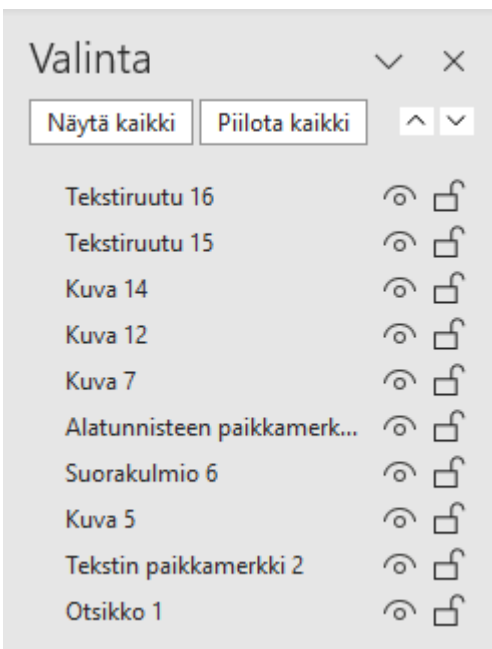 Valinta
Näytä kaikki Piilota kaikki
Tekstiruutu 16
Tekstiruutu 15
Kuva 14
Kuva 12
Kuva 7
Alatunnisteen paikkamerk...
Suorakulmio 6
Kuva 5
Tekstin paikkamerkki 2
Otsikko 1